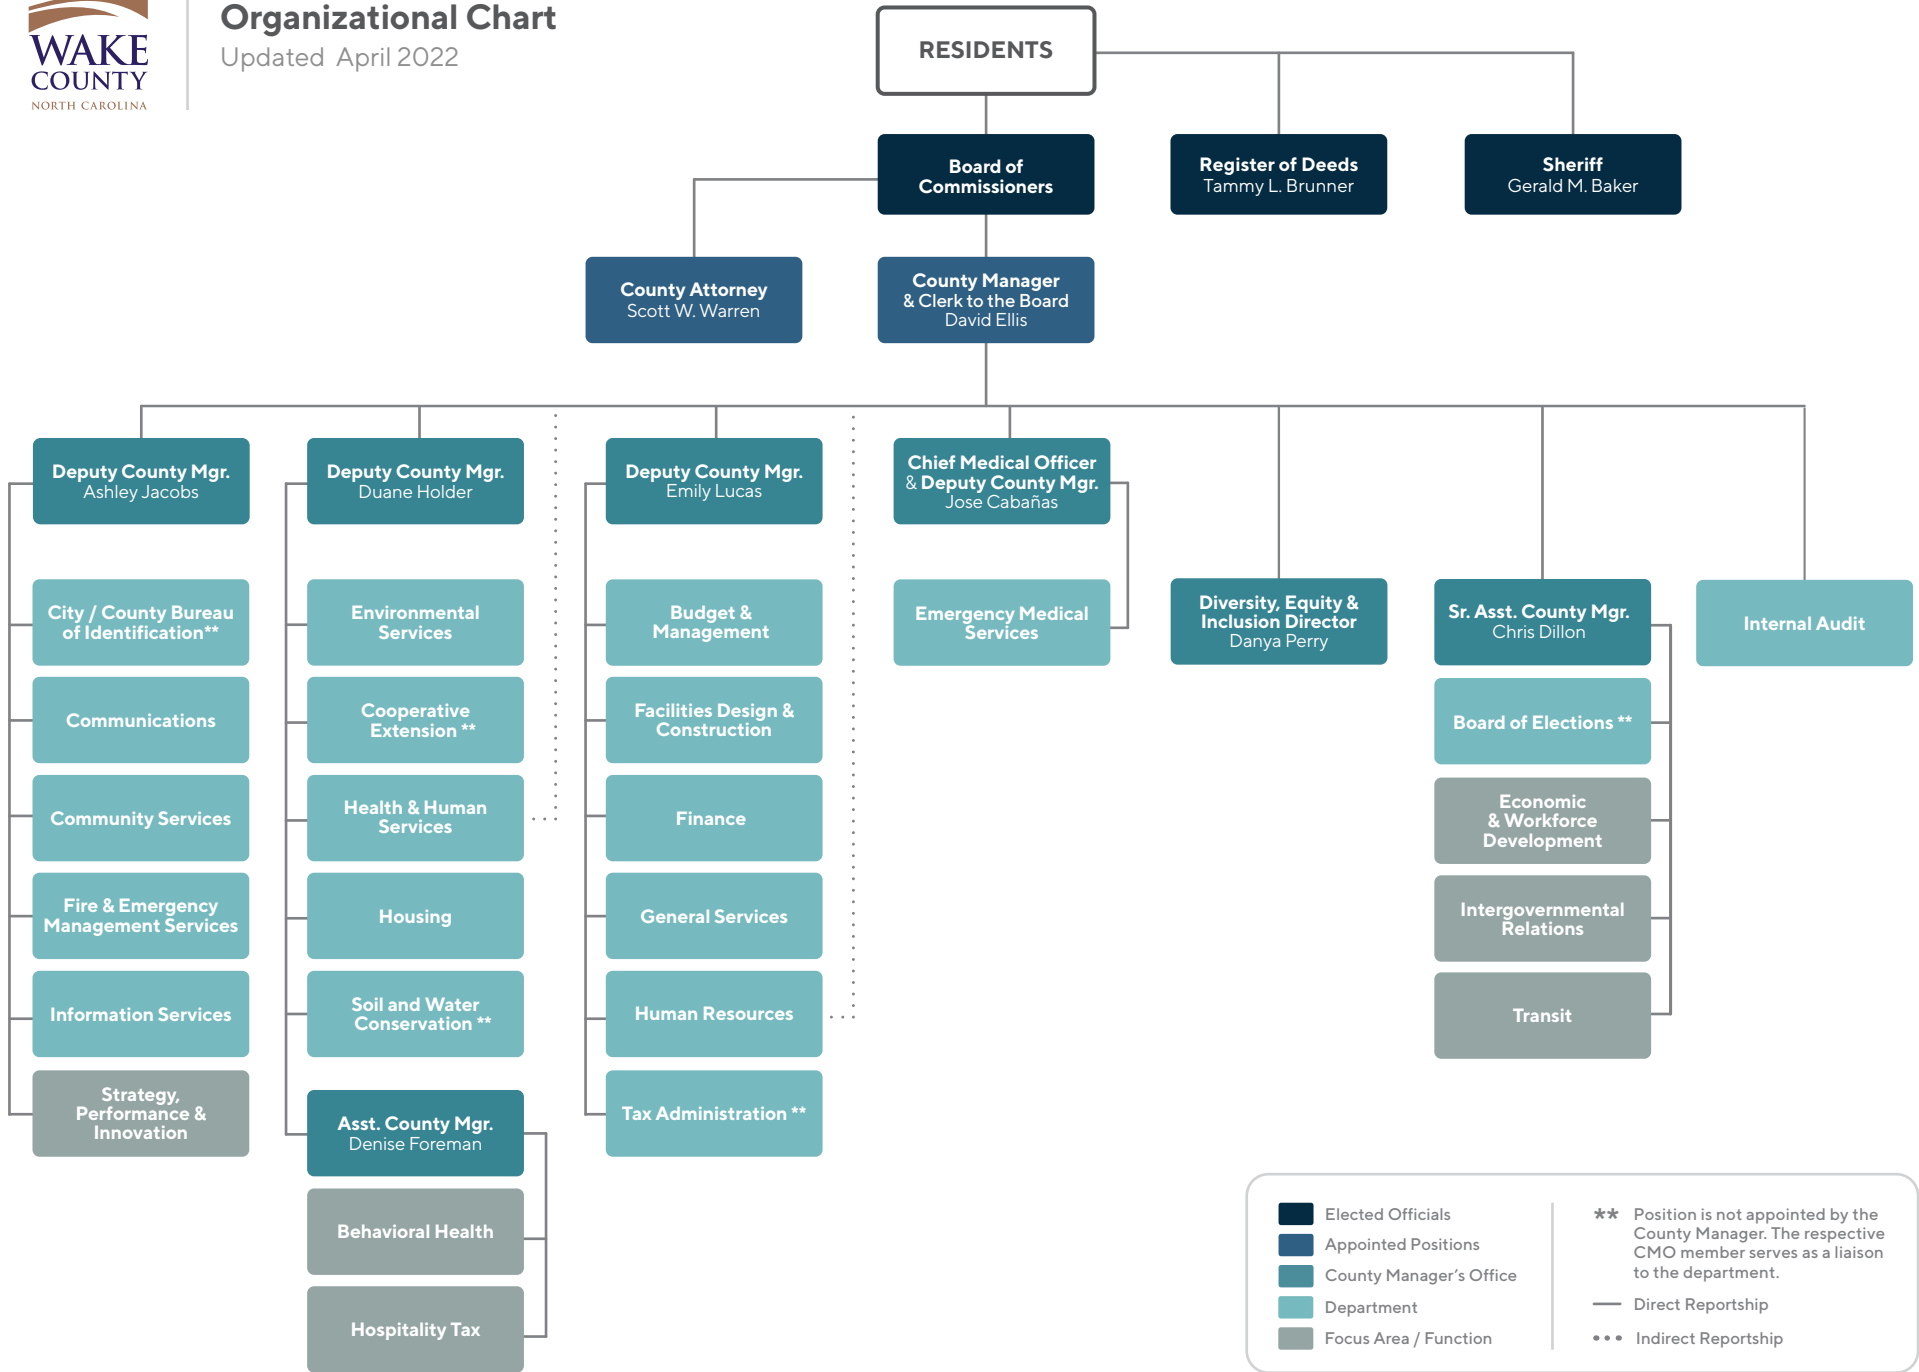 WAKE
COUNTY
NORTH CAROLINA
Organizational Chart
Updated April 2022
RESIDENTS
Board of
Commissioners
Register of Deeds
Tammy L. Brunner
Sheriff
Gerald M. Baker
County Attorney
Scott W. Warren
County Manager
& Clerk to the Board
David Ellis
Deputy County Mgr.
Ashley Jacobs
City / County Bureau
of Identification**
Communications
Community Services
Fire & Emergency
Management Services
Information Services
Strategy,
Performance &
Innovation
Deputy County Mgr.
Duane Holder
Environmental
Services
Cooperative
Extension **
Health & Human
Services
Housing
Soil and Water
Conservation **
Asst. County Mgr.
Denise Foreman
Behavioral Health
Hospitality Tax
Deputy County Mgr.
Emily Lucas
Budget &
Management
Facilities Design &
Construction
Finance
General Services
Human Resources
Tax Administration **
Chief Medical Officer
& Deputy County Mgr.
Jose Cabañas
Emergency Medical
Services
Diversity, Equity &
Inclusion Director
Danya Perry
Sr. Asst. County Mgr.
Chris Dillon
Board of Elections **
Economic
& Workforce
Development
Intergovernmental
Relations
Transit
Internal Audit
Elected Officials
Appointed Positions
County Manager's Office
Department
Focus Area / Function
** Position is not appointed by the
County Manager. The respective
CMO member serves as a liaison
to the department.
Direct Reportship
Indirect Reportship